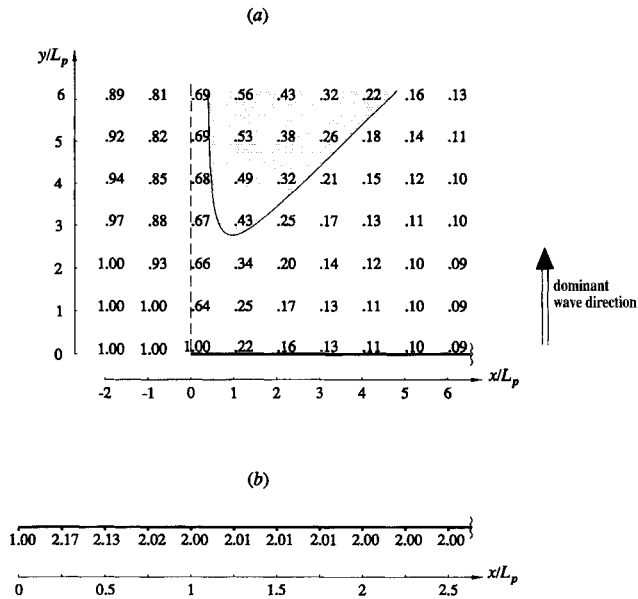 (a)
y/Lp
6 .89 .81 .69 .56 .43 .32 .22 .16 .13
5 .92 .82 .69 .53 .38 .26 .18 .14 .11
4 .94 .85 .68 .49 .32 .21 .15 .12 .10
3 .97 .88 .67 .43 .25 .17 .13 .11 .10
2 1.00 .93 .66 .34 .20 .14 .12 .10 .09
1 1.00 1.00 .64 .25 .17 .13 .11 .10 .09
0 1.00 1.00 1.00 .22 .16 .13 .11 .10 .09
dominant
wave direction
-2 -1 0 1 2 3 4 5 6 x/Lp
(b)
1.00 2.17 2.13 2.02 2.00 2.01 2.01 2.01 2.00 2.00 2.00
0 0.5 1 1.5 2 2.5 x/Lp